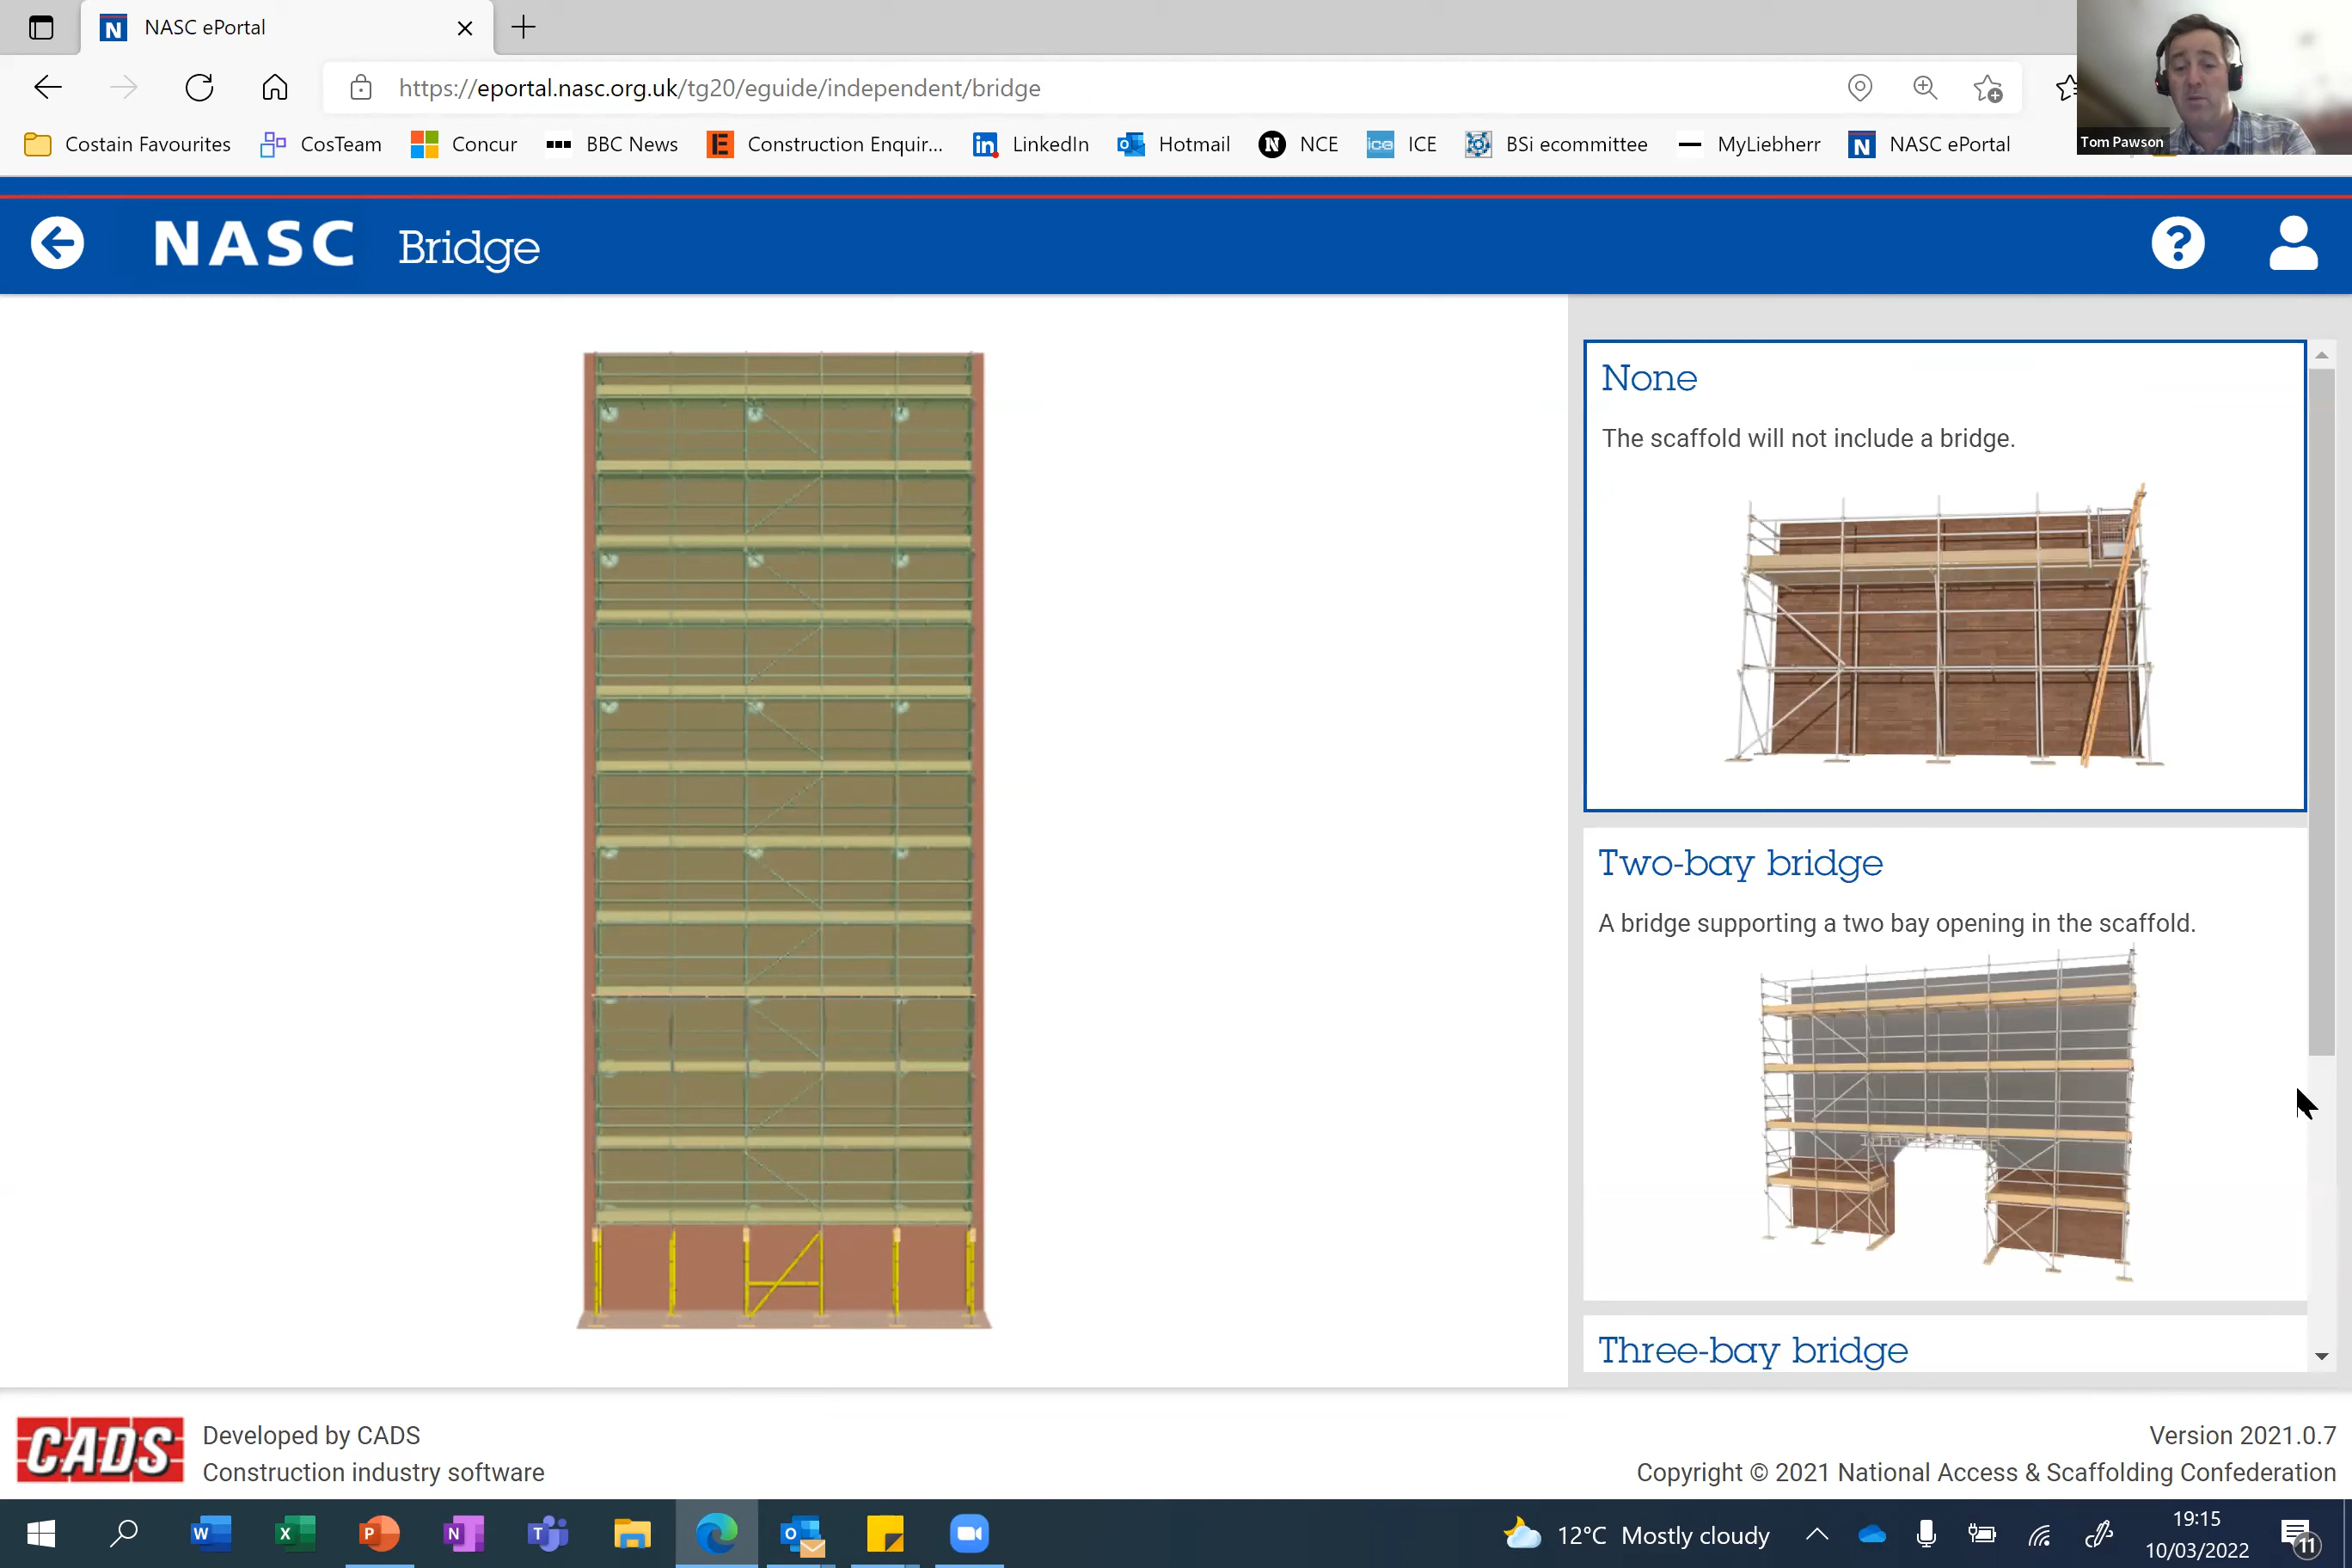 NASC ePortal
https://eportal.nasc.org.uk/tg20/eguide/independent/bridge
Costain Favourites
CosTeam
Concur
BBC News
Construction Enquir...
LinkedIn
Hotmail
NCE
ICE
BSi ecommittee
MyLiebherr
NASC ePortal
Tom Pawson
NASC
Bridge
None
The scaffold will not include a bridge.
Two-bay bridge
A bridge supporting a two bay opening in the scaffold.
Three-bay bridge
CADS
Developed by CADS
Construction industry software
Version 2021.0.7
Copyright © 2021 National Access & Scaffolding Confederation
12°C Mostly cloudy
19:15
10/03/2022
11